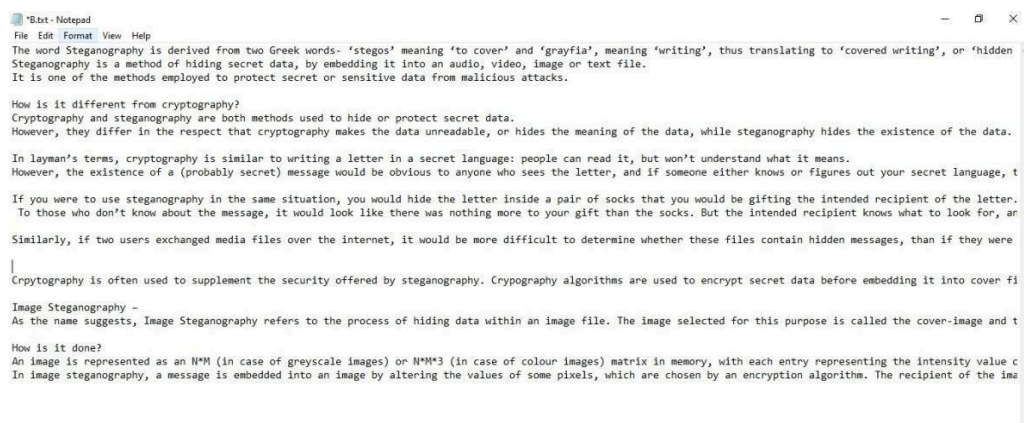 *B.txt - Notepad
File Edit Format View Help
The word Steganography is derived from two Greek words- ‘stegos’ meaning ‘to cover’ and ‘grayfia’, meaning ‘writing’, thus translating to ‘covered writing’, or ‘hidden
Steganography is a method of hiding secret data, by embedding it into an audio, video, image or text file.
It is one of the methods employed to protect secret or sensitive data from malicious attacks.
How is it different from cryptography?
Cryptography and steganography are both methods used to hide or protect secret data.
However, they differ in the respect that cryptography makes the data unreadable, or hides the meaning of the data, while steganography hides the existence of the data.
In layman’s terms, cryptography is similar to writing a letter in a secret language: people can read it, but won’t understand what it means.
However, the existence of a (probably secret) message would be obvious to anyone who sees the letter, and if someone either knows or figures out your secret language, t
If you were to use steganography in the same situation, you would hide the letter inside a pair of socks that you would be gifting the intended recipient of the letter.
To those who don’t know about the message, it would look like there was nothing more to your gift than the socks. But the intended recipient knows what to look for, an
Similarly, if two users exchanged media files over the internet, it would be more difficult to determine whether these files contain hidden messages, than if they were
Crpytography is often used to supplement the security offered by steganography. Crypography algorithms are used to encrypt secret data before embedding it into cover fi
Image Steganography –
As the name suggests, Image Steganography refers to the process of hiding data within an image file. The image selected for this purpose is called the cover-image and t
How is it done?
An image is represented as an N*M (in case of greyscale images) or N*M*3 (in case of colour images) matrix in memory, with each entry representing the intensity value o
In image steganography, a message is embedded into an image by altering the values of some pixels, which are chosen by an encryption algorithm. The recipient of the ima